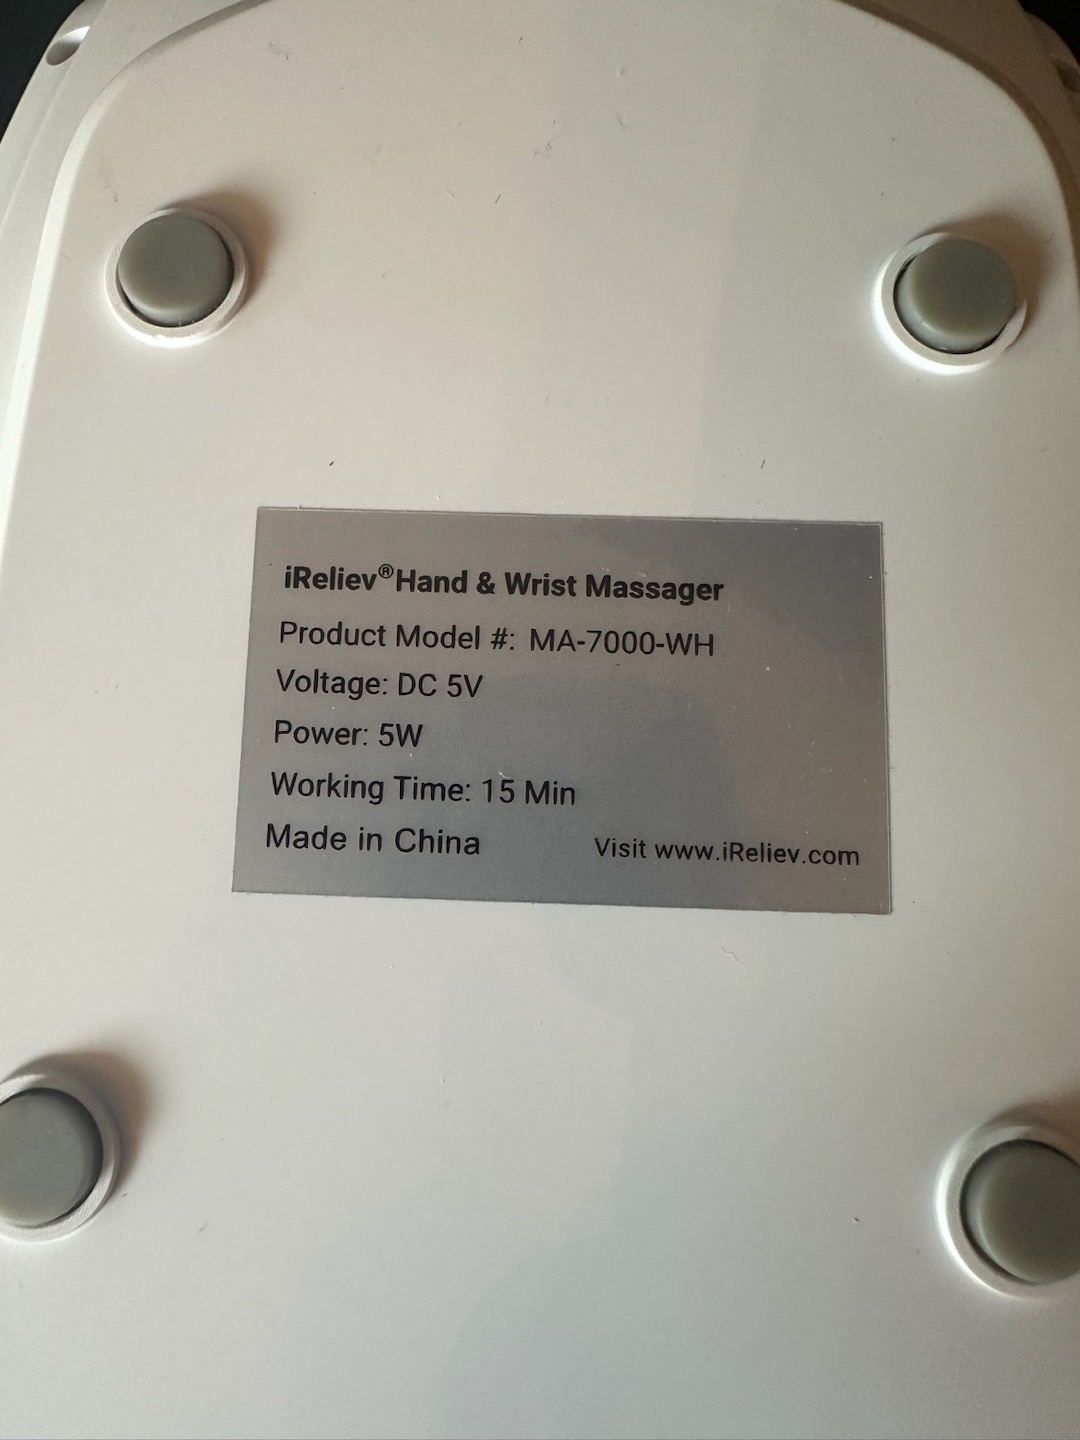 iReliev® Hand & Wrist Massager
Product Model #: MA-7000-WH
Voltage: DC 5V
Power: 5W
Working Time: 15 Min
Made in China
Visit www.iReliev.com